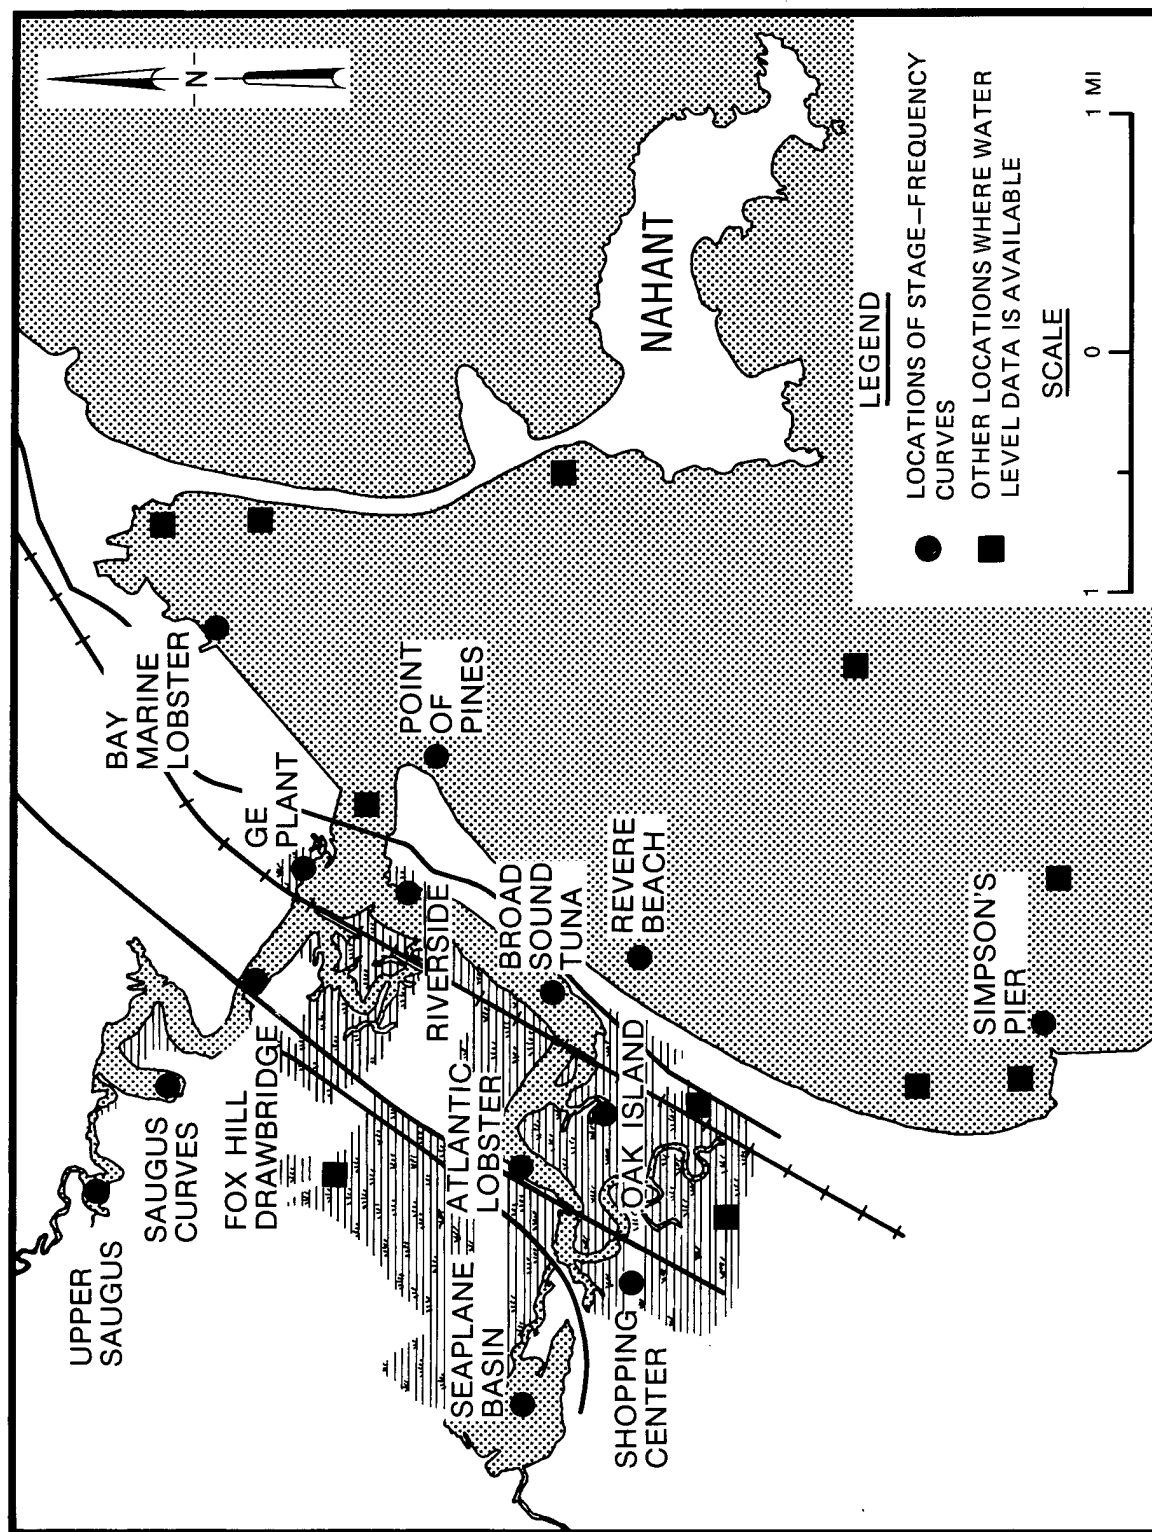 -N-
UPPER
SAUGUS
SAUGUS
CURVES
FOX HILL
DRAWBRIDGE
BAY
MARINE
LOBSTER
GE
PLANT
POINT
OF
PINES
RIVERSIDE
BROAD
SOUND
TUNA
REVERE
BEACH
SEAPLANE
BASIN
ATLANTIC
LOBSTER
OAK ISLAND
SHOPPING
CENTER
SIMPSON'S
PIER
NAHANT
LEGEND
LOCATIONS OF STAGE-FREQUENCY
CURVES
OTHER LOCATIONS WHERE WATER
LEVEL DATA IS AVAILABLE
SCALE
1 0 1 MI